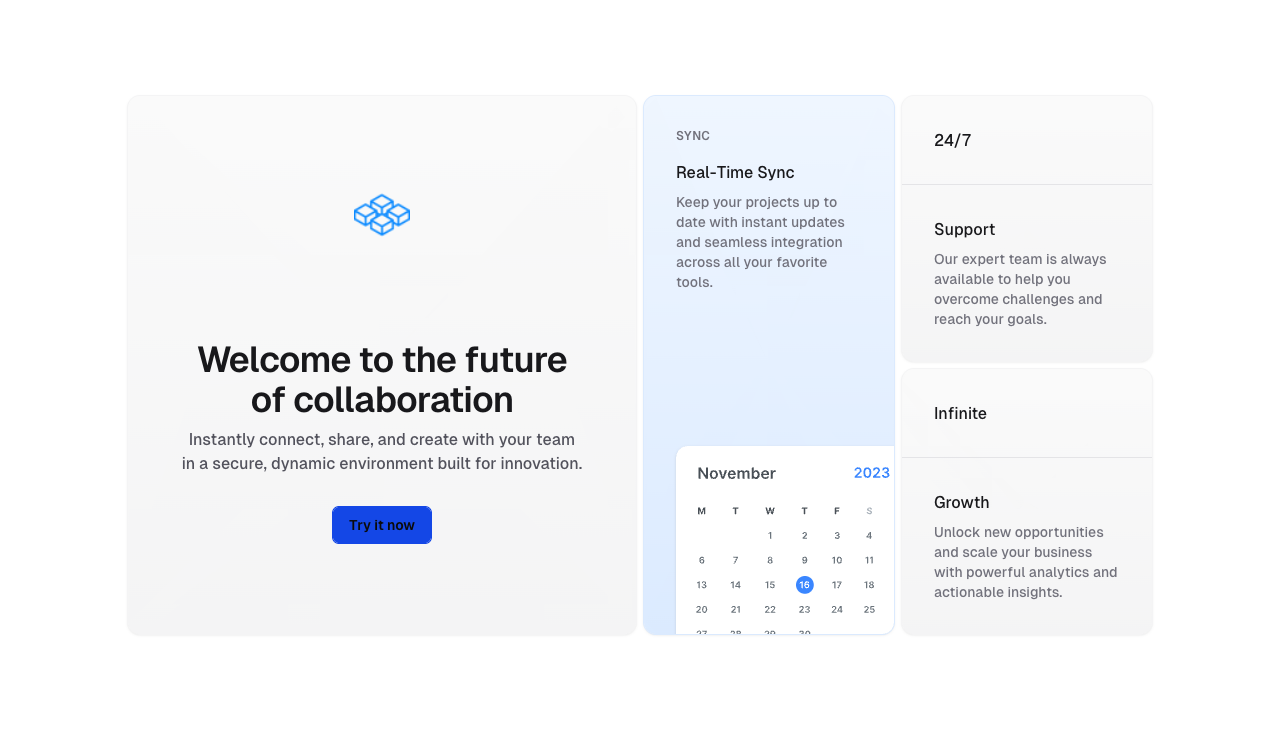 Welcome to the future
of collaboration
Instantly connect, share, and create with your team
in a secure, dynamic environment built for innovation.
Try it now
SYNC
Real-Time Sync
Keep your projects up to
date with instant updates
and seamless integration
across all your favorite
tools.
November 2023
M T W T F S
1 2 3 4
6 7 8 9 10 11
13 14 15 16 17 18
20 21 22 23 24 25
27 28 29 30
24/7
Support
Our expert team is always
available to help you
overcome challenges and
reach your goals.
Infinite
Growth
Unlock new opportunities
and scale your business
with powerful analytics and
actionable insights.